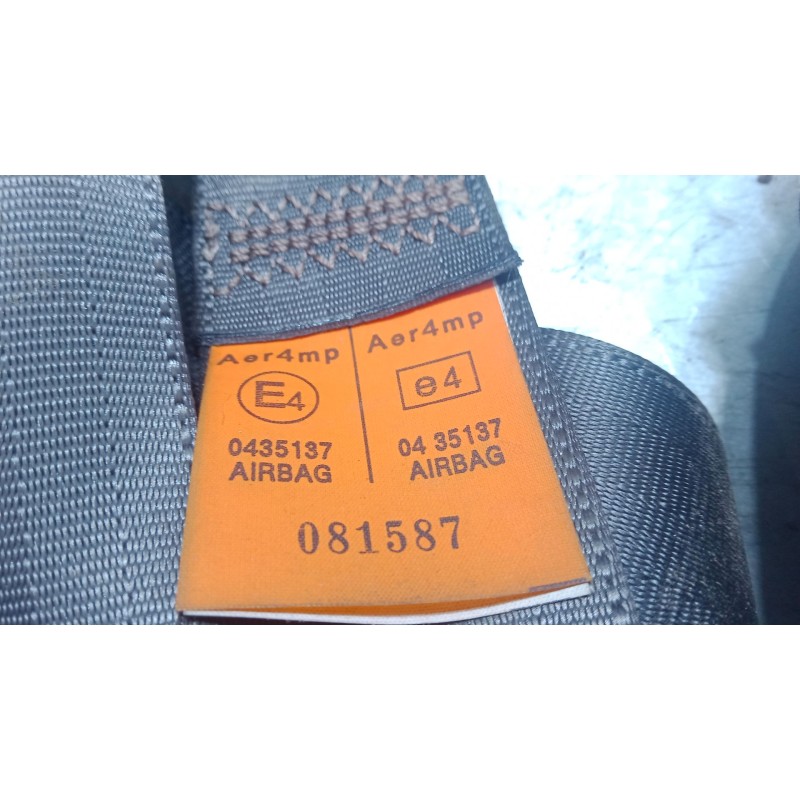 Aer4mp
E4
0435137
AIRBAG
Aer4mp
e4
04 35137
AIRBAG
081587